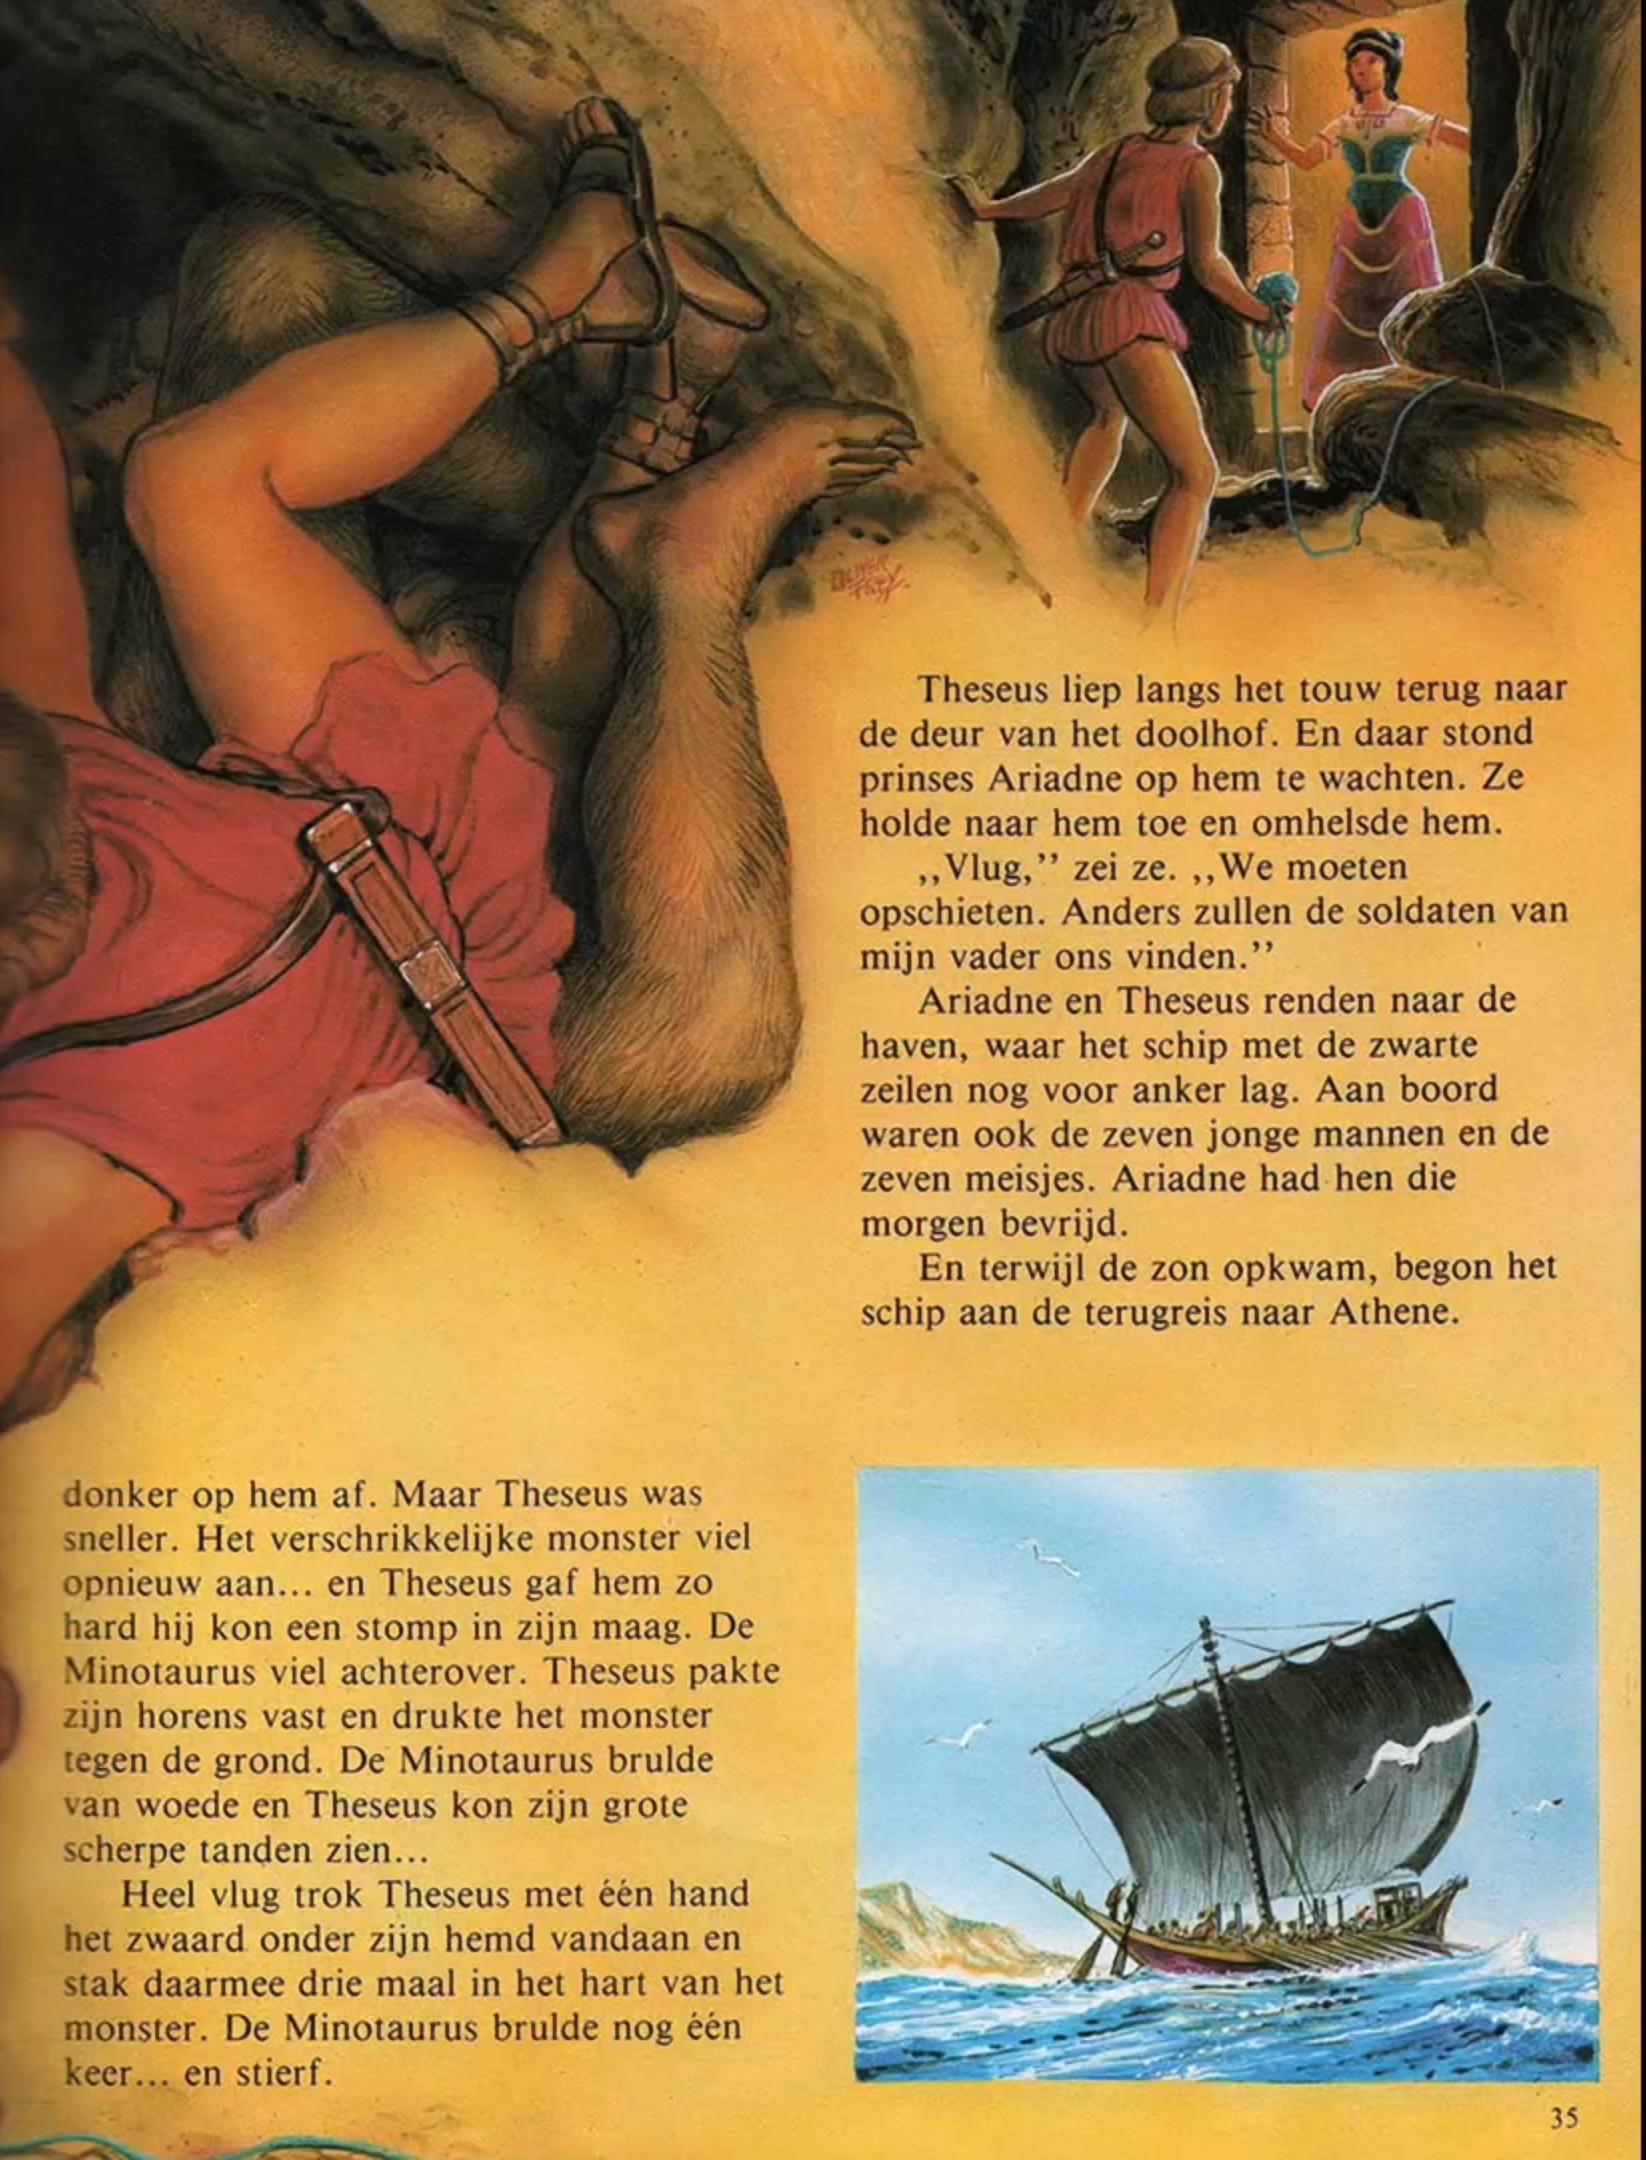 donker op hem af. Maar Theseus was
sneller. Het verschrikkelijke monster viel
opnieuw aan... en Theseus gaf hem zo
hard hij kon een stomp in zijn maag. De
Minotaurus viel achterover. Theseus pakte
zijn horens vast en drukte het monster
tegen de grond. De Minotaurus brulde
van woede en Theseus kon zijn grote
scherpe tanden zien...
Heel vlug trok Theseus met één hand
het zwaard onder zijn hemd vandaan en
stak daarmee drie maal in het hart van het
monster. De Minotaurus brulde nog één
keer... en stierf.
Theseus liep langs het touw terug naar
de deur van het doolhof. En daar stond
prinses Ariadne op hem te wachten. Ze
holde naar hem toe en omhelsde hem.
,,Vlug,’’ zei ze. ,,We moeten
opschieten. Anders zullen de soldaten van
mijn vader ons vinden.’’
Ariadne en Theseus renden naar de
haven, waar het schip met de zwarte
zeilen nog voor anker lag. Aan boord
waren ook de zeven jonge mannen en de
zeven meisjes. Ariadne had hen die
morgen bevrijd.
En terwijl de zon opkwam, begon het
schip aan de terugreis naar Athene.
35